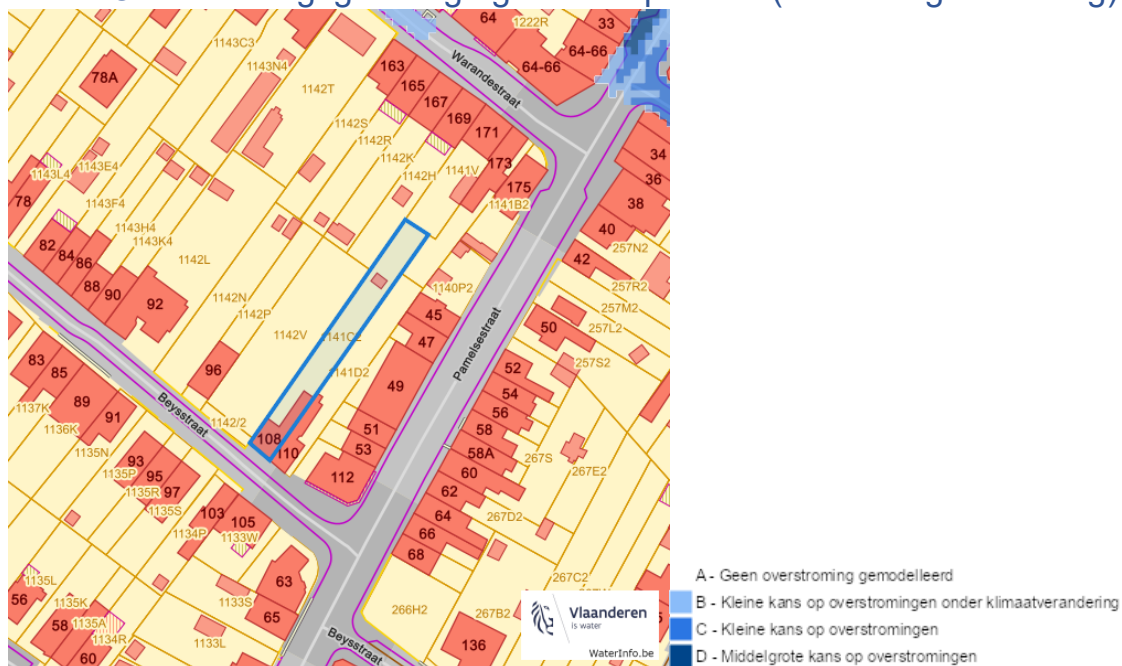 64
1222R
33
64-66
64-66
Warandestraat
1143C3
1143N4
163
165
167
169
171
173
175
78A
1142T
1142S
1142R
1142K
1142H
1141V
1141B2
34
36
38
40
42
257N2
257R2
257M2
257L2
257S2
1143L4
1143E4
78
1143F4
1143H4
1143K4
82
84
86
88
90
92
1142L
1142N
1142P
1142V
1141C2
1141D2
1140P2
45
47
49
51
53
Pamelsestraat
50
52
54
56
58
58A
60
62
64
66
68
83
85
89
91
96
1137K
1136K
1135N
Beysstraat
1142/2
108
110
112
93
95
97
1135P
1135R
1135S
103
105
1134P
1133W
267S
267E2
267D2
267C2
267B2
266H2
1135L
56
1135K
58
1135A
1134R
60
1133S
1133L
63
65
Beysstraat
136
Vlaanderen
is water
WaterInfo.be
A - Geen overstroming gemodelleerd
B - Kleine kans op overstromingen onder klimaatverandering
C - Kleine kans op overstromingen
D - Middelgrote kans op overstromingen